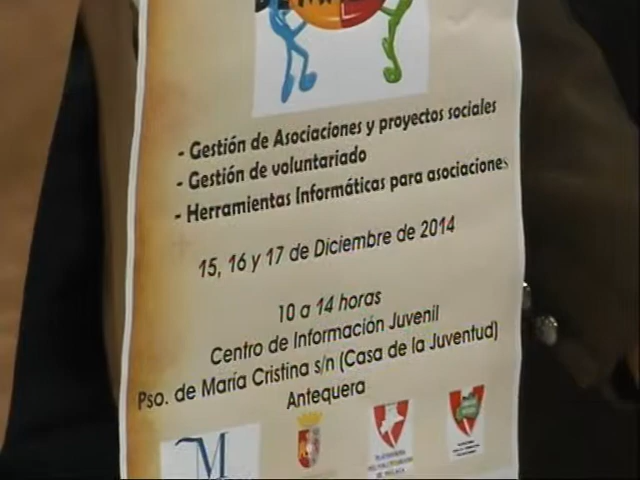 - Gestión de Asociaciones y proyectos sociales
- Gestión de voluntariado
- Herramientas Informáticas para asociaciones
15, 16 y 17 de Diciembre de 2014
10 a 14 horas
Centro de Información Juvenil
Pso. de María Cristina s/n (Casa de la Juventud)
Antequera
M